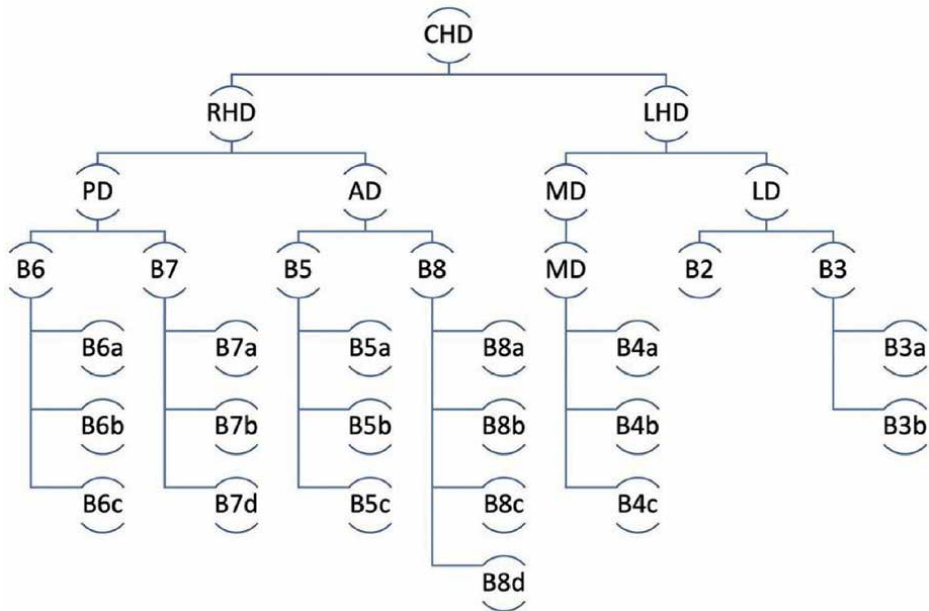 CHD
RHD LHD
PD AD MD LD
B6 B7 B5 B8 MD B2 B3
B6a B7a B5a B8a B4a B3a
B6b B7b B5b B8b B4b B3b
B6c B7d B5c B8c B4c
B8d